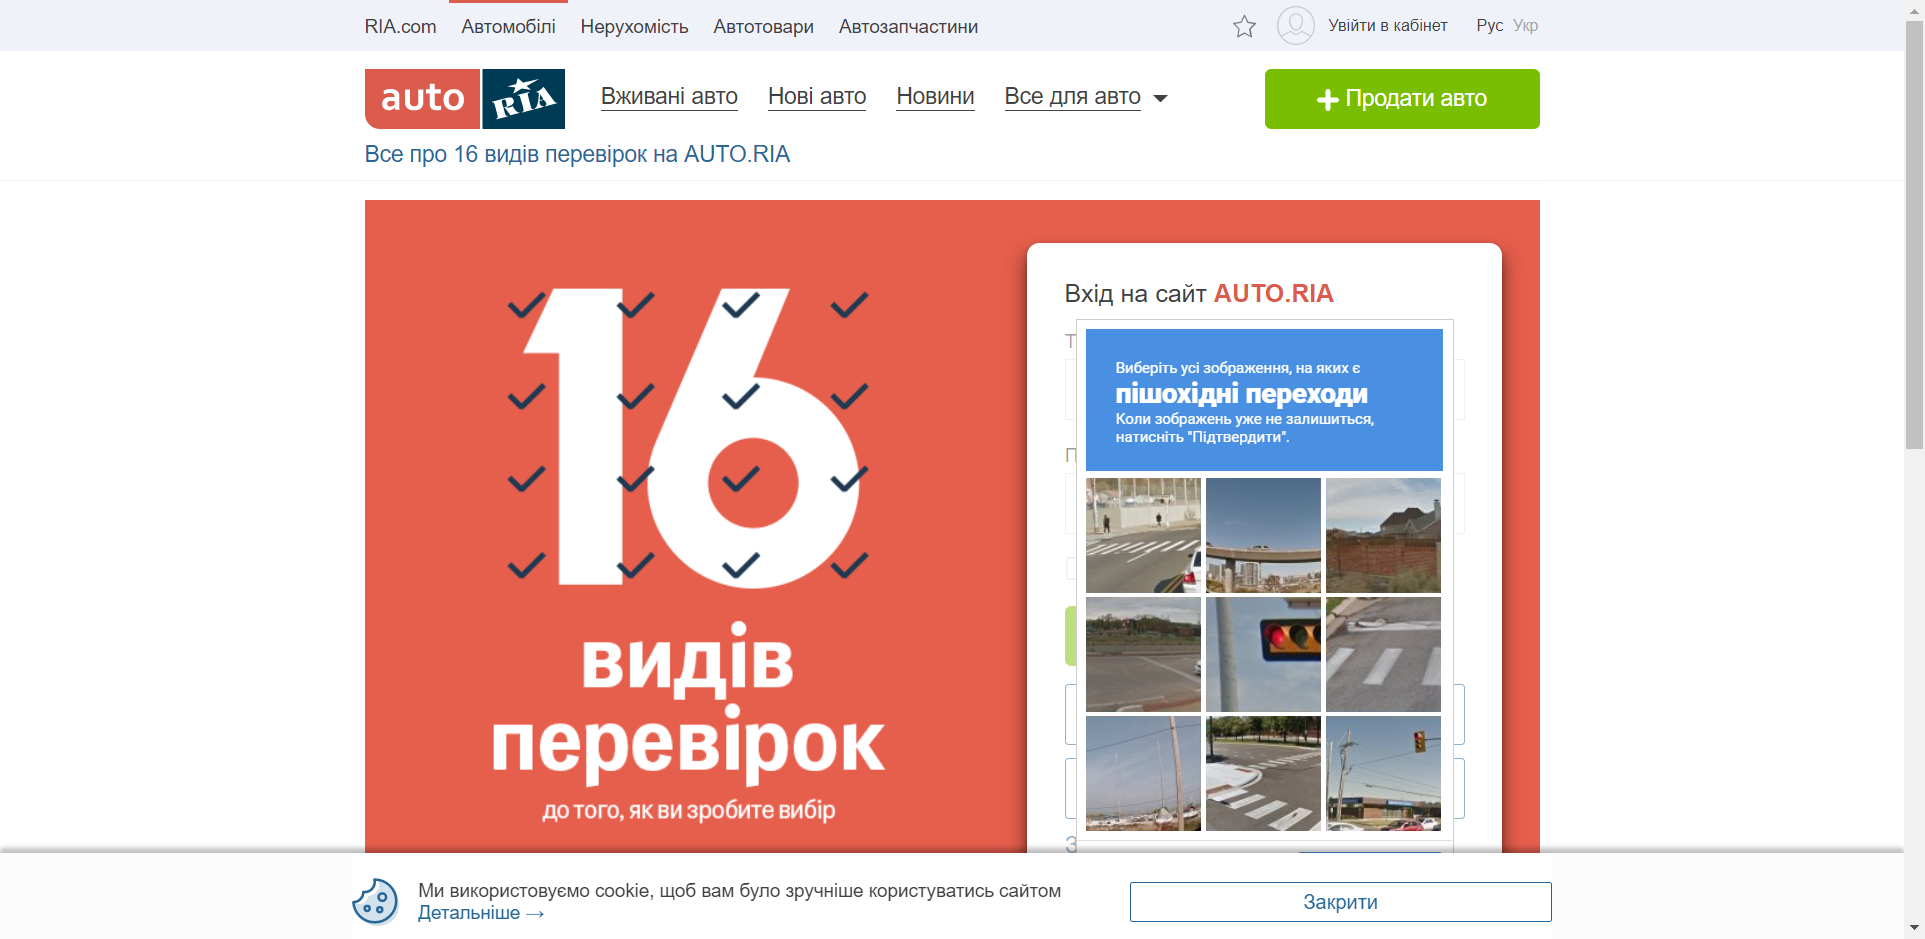 RIA.com Автомобілі Нерухомість Автотовари Автозапчастини Увійти в кабінет Рус Укр
auto RIA Вживані авто Нові авто Новини Все для авто + Продати авто
Все про 16 видів перевірок на AUTO.RIA
16
видів
перевірок
до того, як ви зробите вибір
Вхід на сайт AUTO.RIA
Т
Виберіть усі зображення, на яких є
пішохідні переходи
Коли зображень уже не залишиться,
натисніть "Підтвердити".
П
З
Ми використовуємо cookie, щоб вам було зручніше користуватись сайтом
Детальніше →
Закрити